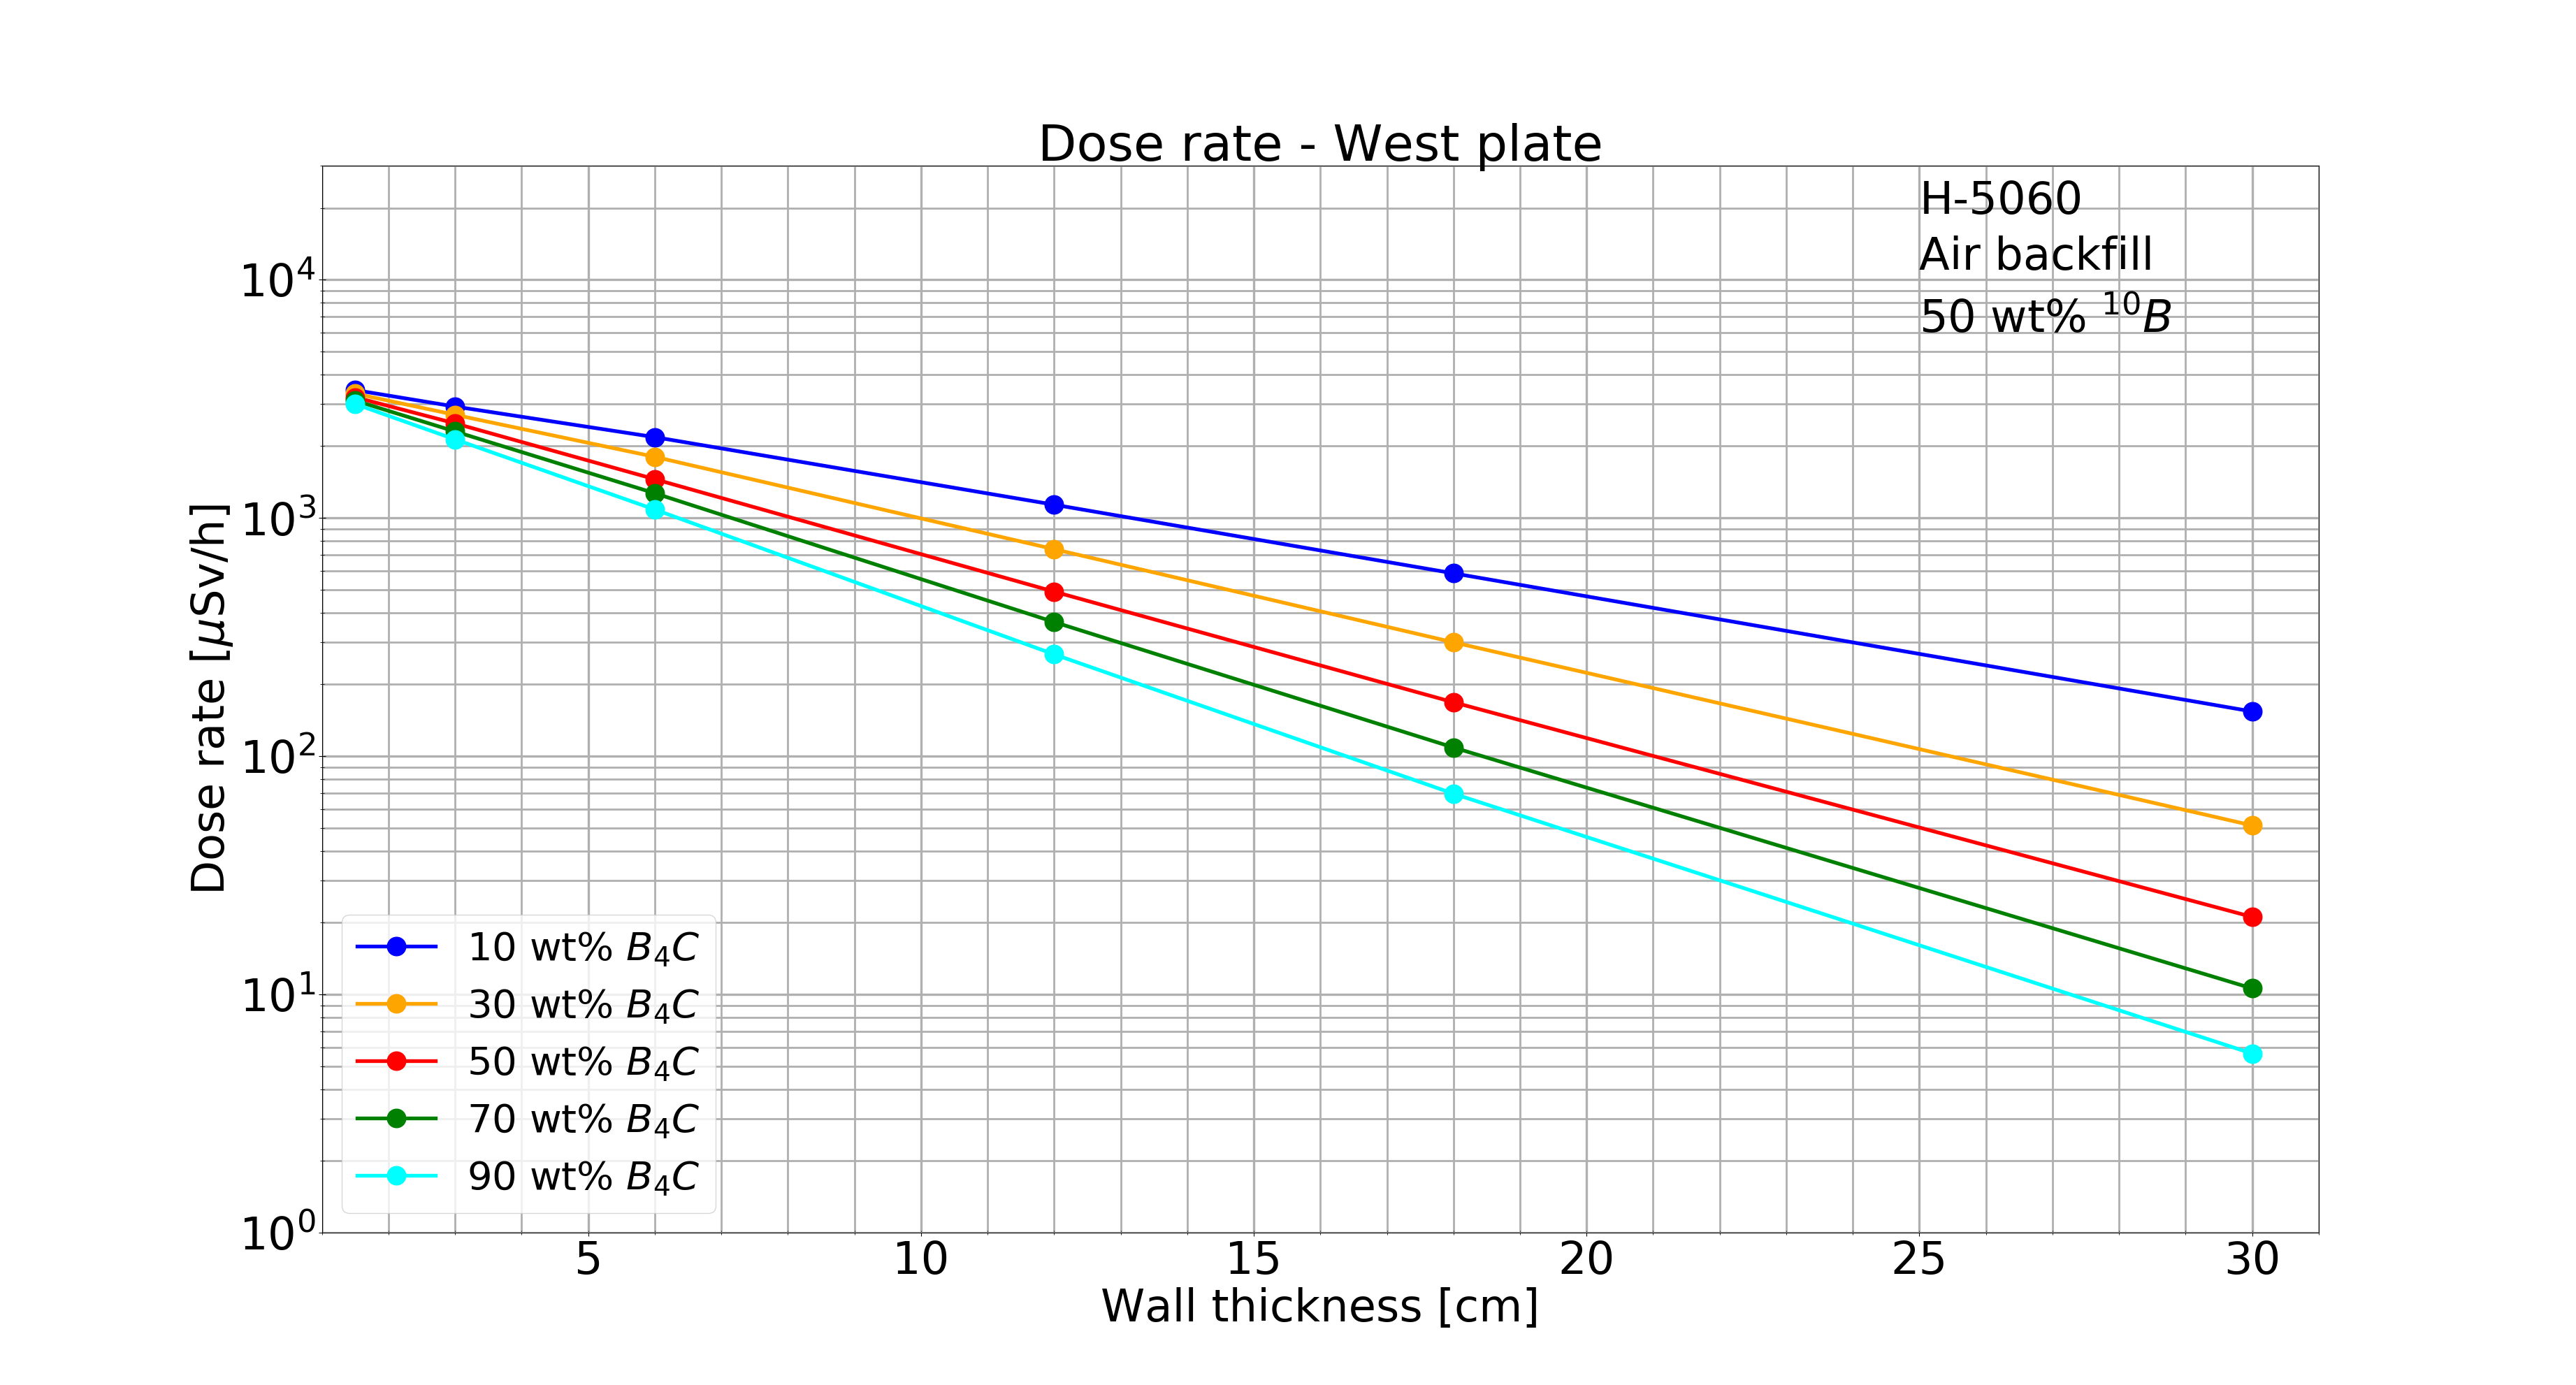 Dose rate - West plate
H-5060
Air backfill
50 wt% ¹⁰B
Dose rate [μSv/h]
10⁴
10³
10²
10¹
10⁰
10 wt% B₄C
30 wt% B₄C
50 wt% B₄C
70 wt% B₄C
90 wt% B₄C
5 10 15 20 25 30
Wall thickness [cm]